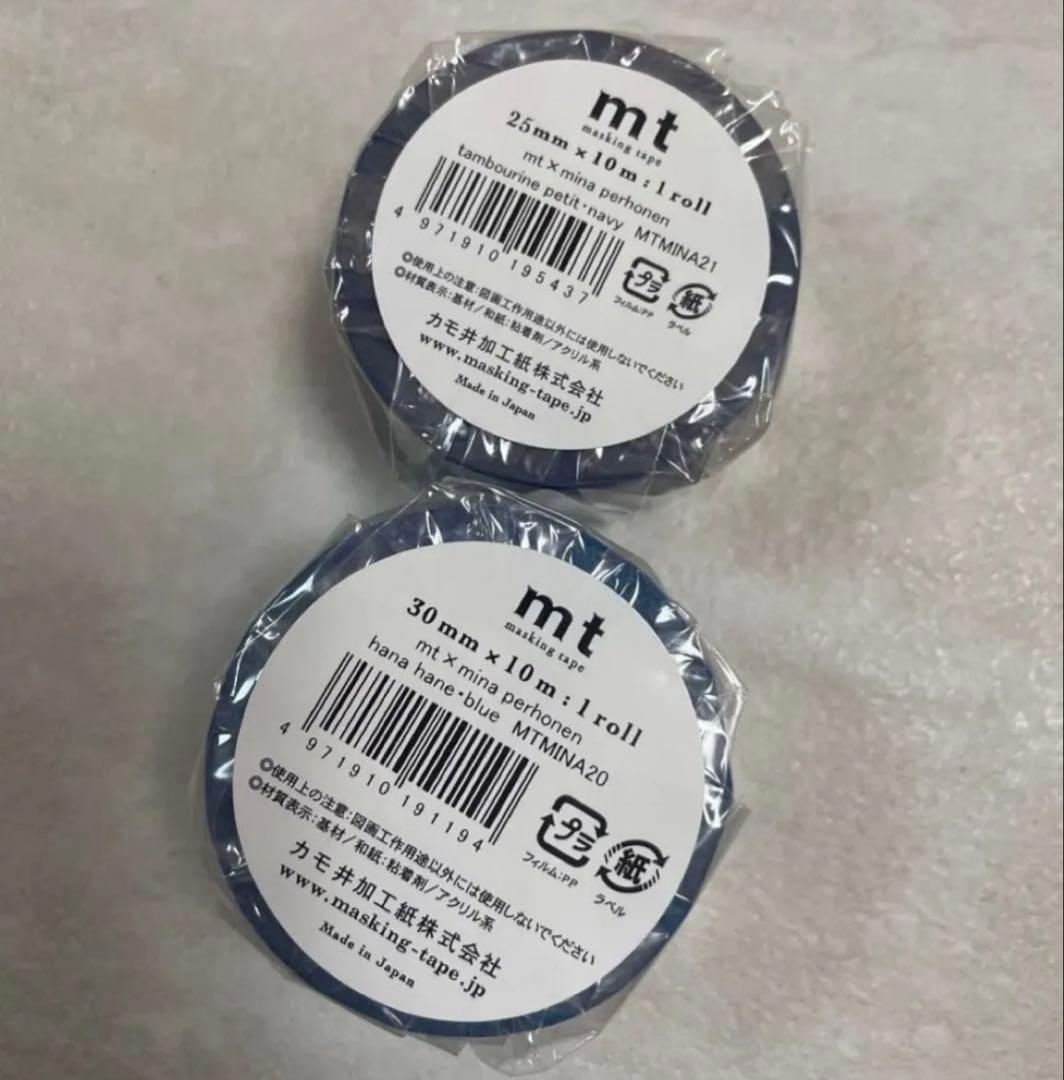 mt
masking tape
25mm × 10m : 1 roll
mt × mina perhonen
tambourine petit・navy MTMINA21
4 971910 195437
プラ
フィルム:PP
紙
ラベル
◎使用上の注意:図画工作用途以外には使用しないでください
◎材質表示:基材/和紙:粘着剤/アクリル系
カモ井加工紙株式会社
www.masking-tape.jp
Made in Japan
mt
masking tape
30mm × 10m : 1 roll
mt × mina perhonen
hana hane・blue MTMINA20
4 971910 191194
プラ
フィルム:PP
紙
ラベル
◎使用上の注意:図画工作用途以外には使用しないでください
◎材質表示:基材/和紙:粘着剤/アクリル系
カモ井加工紙株式会社
www.masking-tape.jp
Made in Japan